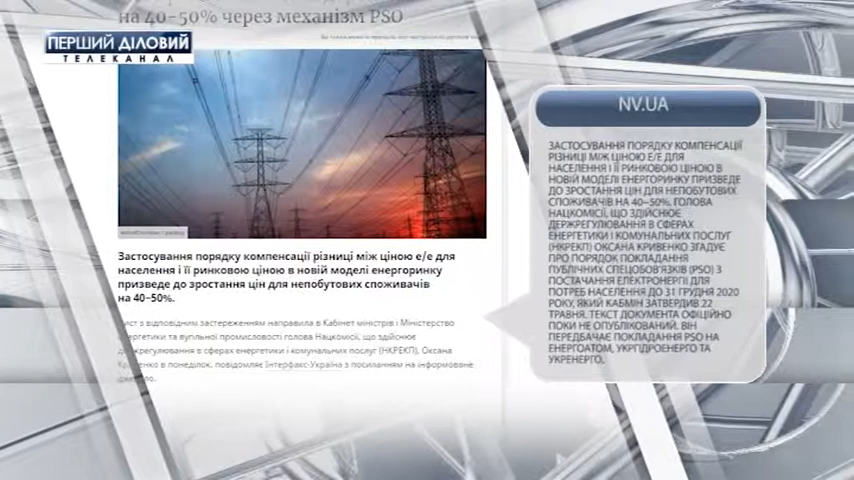 на 40–50% через механізм PSO
ПЕРШИЙ ДІЛОВИЙ
ТЕЛЕКАНАЛ
Застосування порядку компенсації різниці між ціною е/е для
населення і її ринковою ціною в новій моделі енергоринку
призведе до зростання цін для непобутових споживачів
на 40–50%.
з відповідним застереженням направила в Кабінет міністрів і Міністерство
енергетики та вугільної промисловості голова Нацкомісії, що здійснює
держрегулювання в сферах енергетики і комунальних послуг (НКРЕКП), Оксана
в понеділок, повідомляє Інтерфакс-Україна з посиланням на інформоване
NV.UA
ЗАСТОСУВАННЯ ПОРЯДКУ КОМПЕНСАЦІЇ
РІЗНИЦІ МІЖ ЦІНОЮ Е/Е ДЛЯ
НАСЕЛЕННЯ І ЇЇ РИНКОВОЮ ЦІНОЮ В
НОВІЙ МОДЕЛІ ЕНЕРГОРИНКУ ПРИЗВЕДЕ
ДО ЗРОСТАННЯ ЦІН ДЛЯ НЕПОБУТОВИХ
СПОЖИВАЧІВ НА 40–50%. ГОЛОВА
НАЦКОМІСІЇ, ЩО ЗДІЙСНЮЄ
ДЕРЖРЕГУЛЮВАННЯ В СФЕРАХ
ЕНЕРГЕТИКИ І КОМУНАЛЬНИХ ПОСЛУГ
(НКРЕКП) ОКСАНА КРИВЕНКО ЗГАДУЄ
ПРО ПОРЯДОК ПОКЛАДАННЯ
ПУБЛІЧНИХ СПЕЦОБОВ'ЯЗКІВ (PSO) З
ПОСТАЧАННЯ ЕЛЕКТРОНЕРГІЇ ДЛЯ
ПОТРЕБ НАСЕЛЕННЯ ДО 31 ГРУДНЯ 2020
РОКУ, ЯКИЙ КАБМІН ЗАТВЕРДИВ 22
ТРАВНЯ. ТЕКСТ ДОКУМЕНТА ОФІЦІЙНО
ПОКИ НЕ ОПУБЛІКОВАНИЙ. ВІН
ПЕРЕДБАЧАЄ ПОКЛАДАННЯ PSO НА
ЕНЕРГОАТОМ, УКРГІДРОЕНЕРГО ТА
УКРЕНЕРГО.